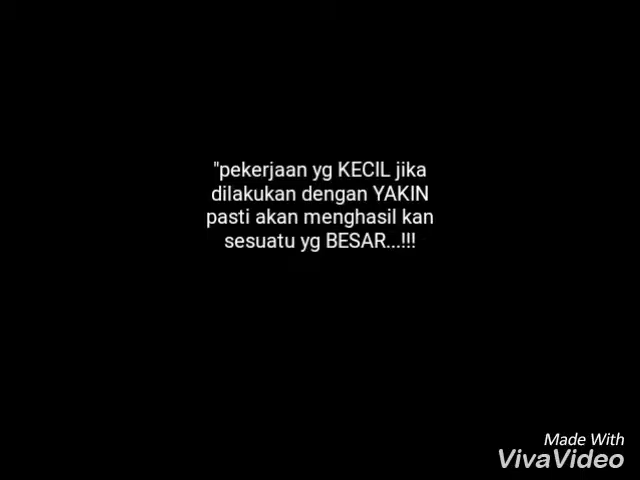 "pekerjaan yg KECIL jika
dilakukan dengan YAKIN
pasti akan menghasil kan
sesuatu yg BESAR...!!!
Made With
VivaVideo